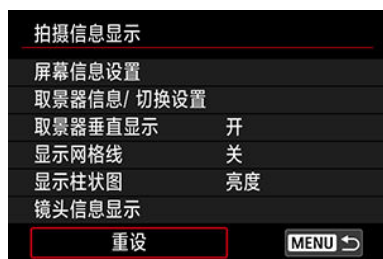 拍摄信息显示
屏幕信息设置
取景器信息/ 切换设置
取景器垂直显示 开
显示网格线 关
显示柱状图 亮度
镜头信息显示
重设 MENU